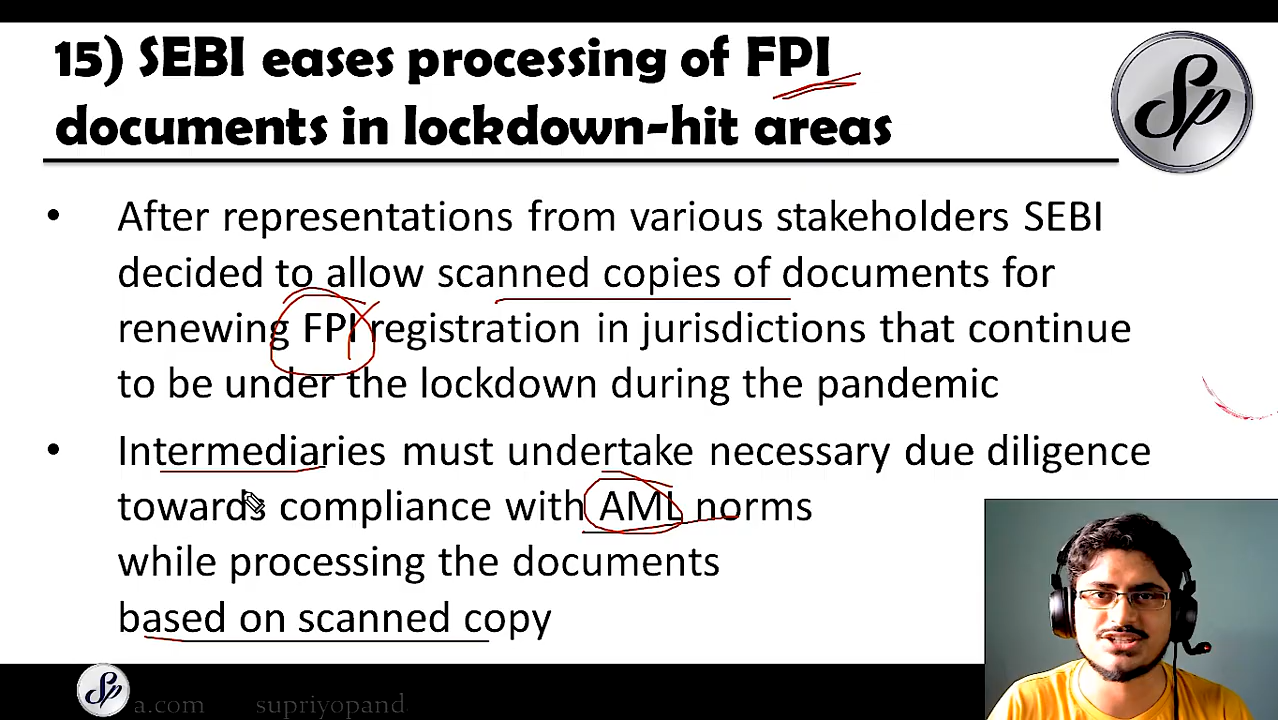 15) SEBI eases processing of FPI
documents in lockdown-hit areas
Sp
• After representations from various stakeholders SEBI
decided to allow scanned copies of documents for
renewing FPI registration in jurisdictions that continue
to be under the lockdown during the pandemic
• Intermediaries must undertake necessary due diligence
towards compliance with AML norms
while processing the documents
based on scanned copy
Sp
a.com supriyopand